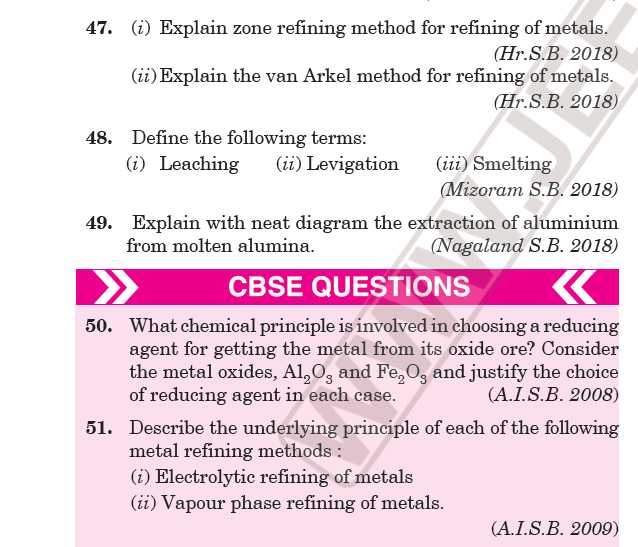 47. (i) Explain zone refining method for refining of metals.
(Hr.S.B. 2018)
(ii) Explain the van Arkel method for refining of metals.
(Hr.S.B. 2018)
48. Define the following terms:
(i) Leaching (ii) Levigation (iii) Smelting
(Mizoram S.B. 2018)
49. Explain with neat diagram the extraction of aluminium
from molten alumina. (Nagaland S.B. 2018)
CBSE QUESTIONS
50. What chemical principle is involved in choosing a reducing
agent for getting the metal from its oxide ore? Consider
the metal oxides, Al₂O₃ and Fe₂O₃ and justify the choice
of reducing agent in each case. (A.I.S.B. 2008)
51. Describe the underlying principle of each of the following
metal refining methods :
(i) Electrolytic refining of metals
(ii) Vapour phase refining of metals.
(A.I.S.B. 2009)
WWW.JEE